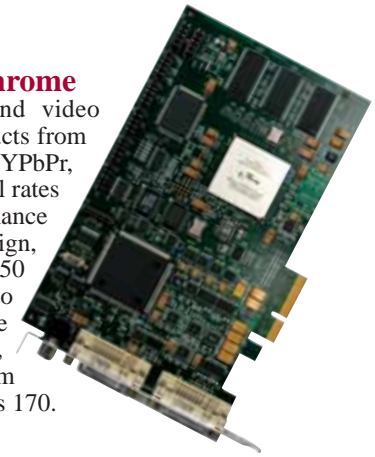 hrome
nd video
cts from
YPbPr,
l rates
ance
ign,
50
o
e
,
m
s 170.